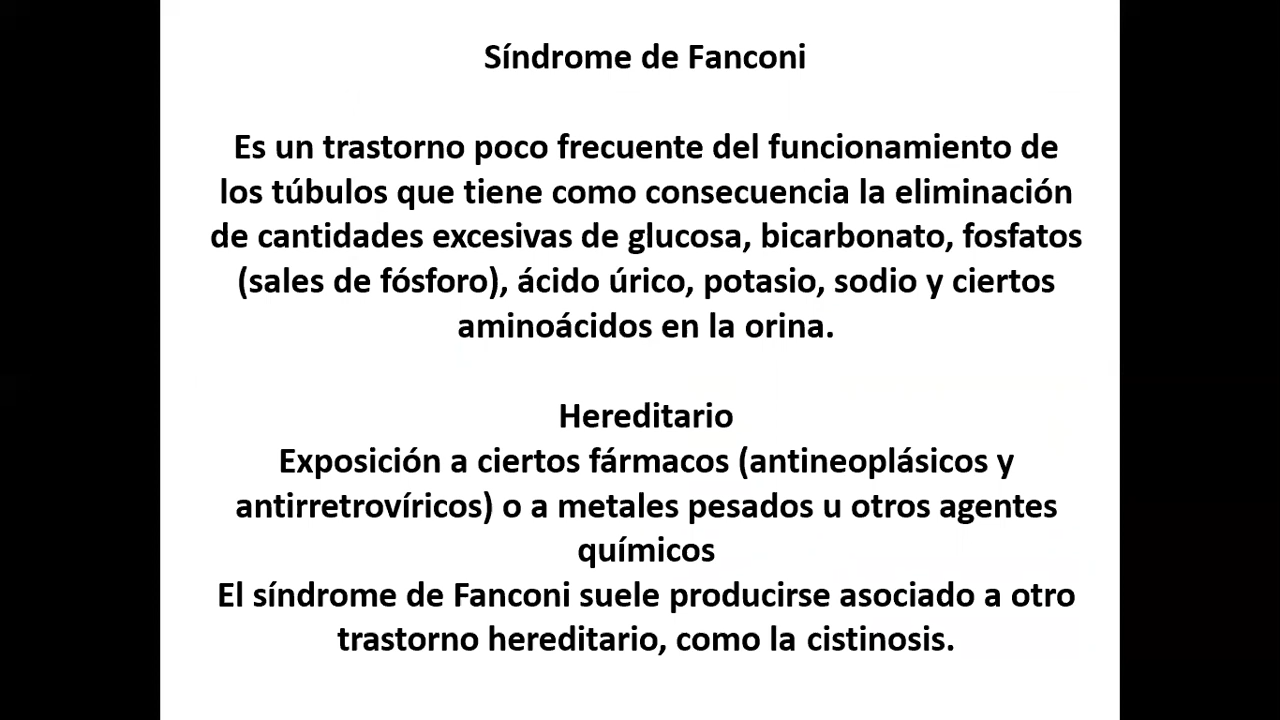 Síndrome de Fanconi
Es un trastorno poco frecuente del funcionamiento de
los túbulos que tiene como consecuencia la eliminación
de cantidades excesivas de glucosa, bicarbonato, fosfatos
(sales de fósforo), ácido úrico, potasio, sodio y ciertos
aminoácidos en la orina.
Hereditario
Exposición a ciertos fármacos (antineoplásicos y
antirretrovíricos) o a metales pesados u otros agentes
químicos
El síndrome de Fanconi suele producirse asociado a otro
trastorno hereditario, como la cistinosis.